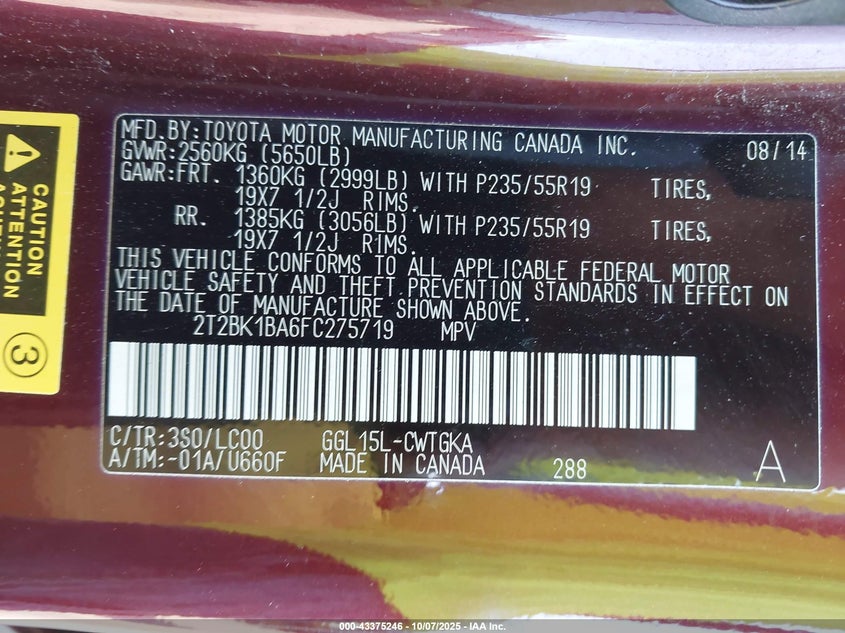 CAUTION
ATTENTION
3
MFD.BY:TOYOTA MOTOR MANUFACTURING CANADA INC. 08/14
GVWR:2560KG (5650LB)
GAWR:FRT. 1360KG (2999LB) WITH P235/55R19 TIRES,
19X7 1/2J RIMS.
RR. 1385KG (3056LB) WITH P235/55R19 TIRES,
19X7 1/2J RIMS.
THIS VEHICLE CONFORMS TO ALL APPLICABLE FEDERAL MOTOR
VEHICLE SAFETY AND THEFT PREVENTION STANDARDS IN EFFECT ON
THE DATE OF MANUFACTURE SHOWN ABOVE.
2T2BK1BA6FC275719 MPV
C/TR:3S0/LC00 GGL15L-CWTGKA
A/TM:-01A/U660F MADE IN CANADA 288 A
000-43375246 - 10/07/2025 - IAA Inc.